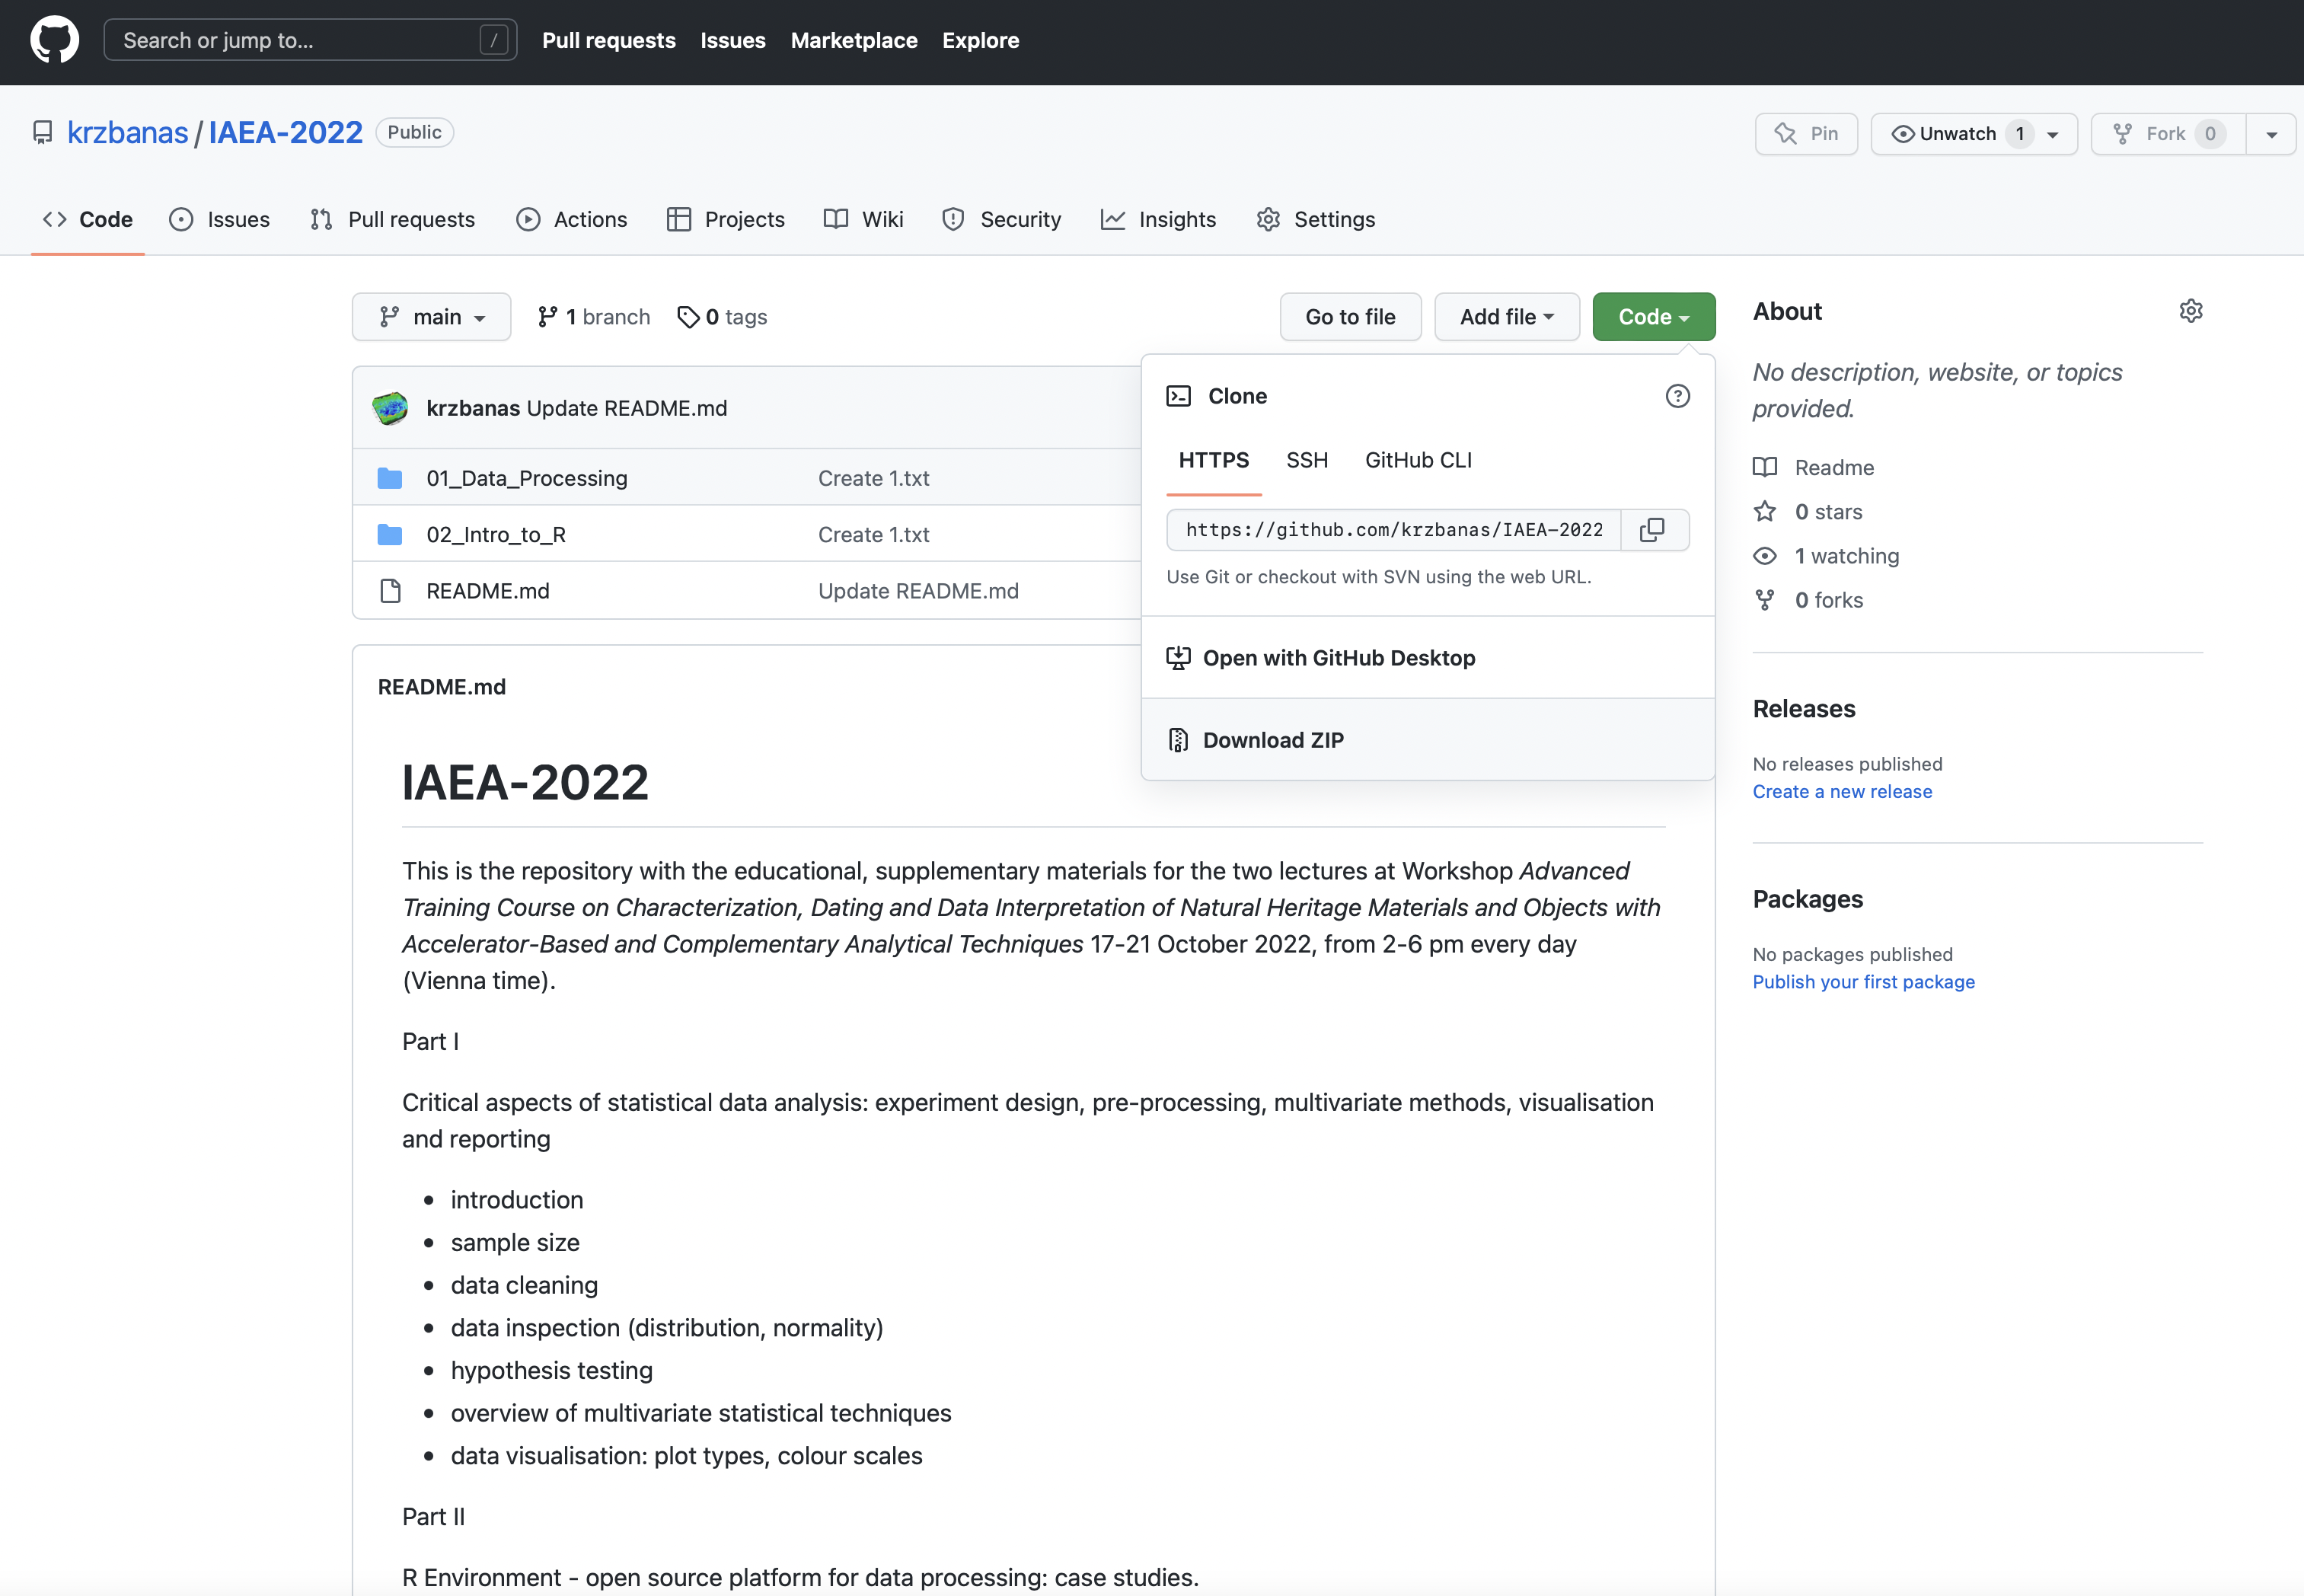 Search or jump to... /
Pull requests Issues Marketplace Explore
krzbanas / IAEA-2022 Public
Pin Unwatch 1 Fork 0
Code Issues Pull requests Actions Projects Wiki Security Insights Settings
main 1 branch 0 tags
Go to file Add file Code
krzbanas Update README.md
01_Data_Processing Create 1.txt
02_Intro_to_R Create 1.txt
README.md Update README.md
Clone
HTTPS SSH GitHub CLI
https://github.com/krzbanas/IAEA-2022
Use Git or checkout with SVN using the web URL.
Open with GitHub Desktop
Download ZIP
README.md
IAEA-2022
This is the repository with the educational, supplementary materials for the two lectures at Workshop Advanced
Training Course on Characterization, Dating and Data Interpretation of Natural Heritage Materials and Objects with
Accelerator-Based and Complementary Analytical Techniques 17-21 October 2022, from 2-6 pm every day
(Vienna time).
Part I
Critical aspects of statistical data analysis: experiment design, pre-processing, multivariate methods, visualisation
and reporting
introduction
sample size
data cleaning
data inspection (distribution, normality)
hypothesis testing
overview of multivariate statistical techniques
data visualisation: plot types, colour scales
Part II
R Environment - open source platform for data processing: case studies.
About
No description, website, or topics
provided.
Readme
0 stars
1 watching
0 forks
Releases
No releases published
Create a new release
Packages
No packages published
Publish your first package